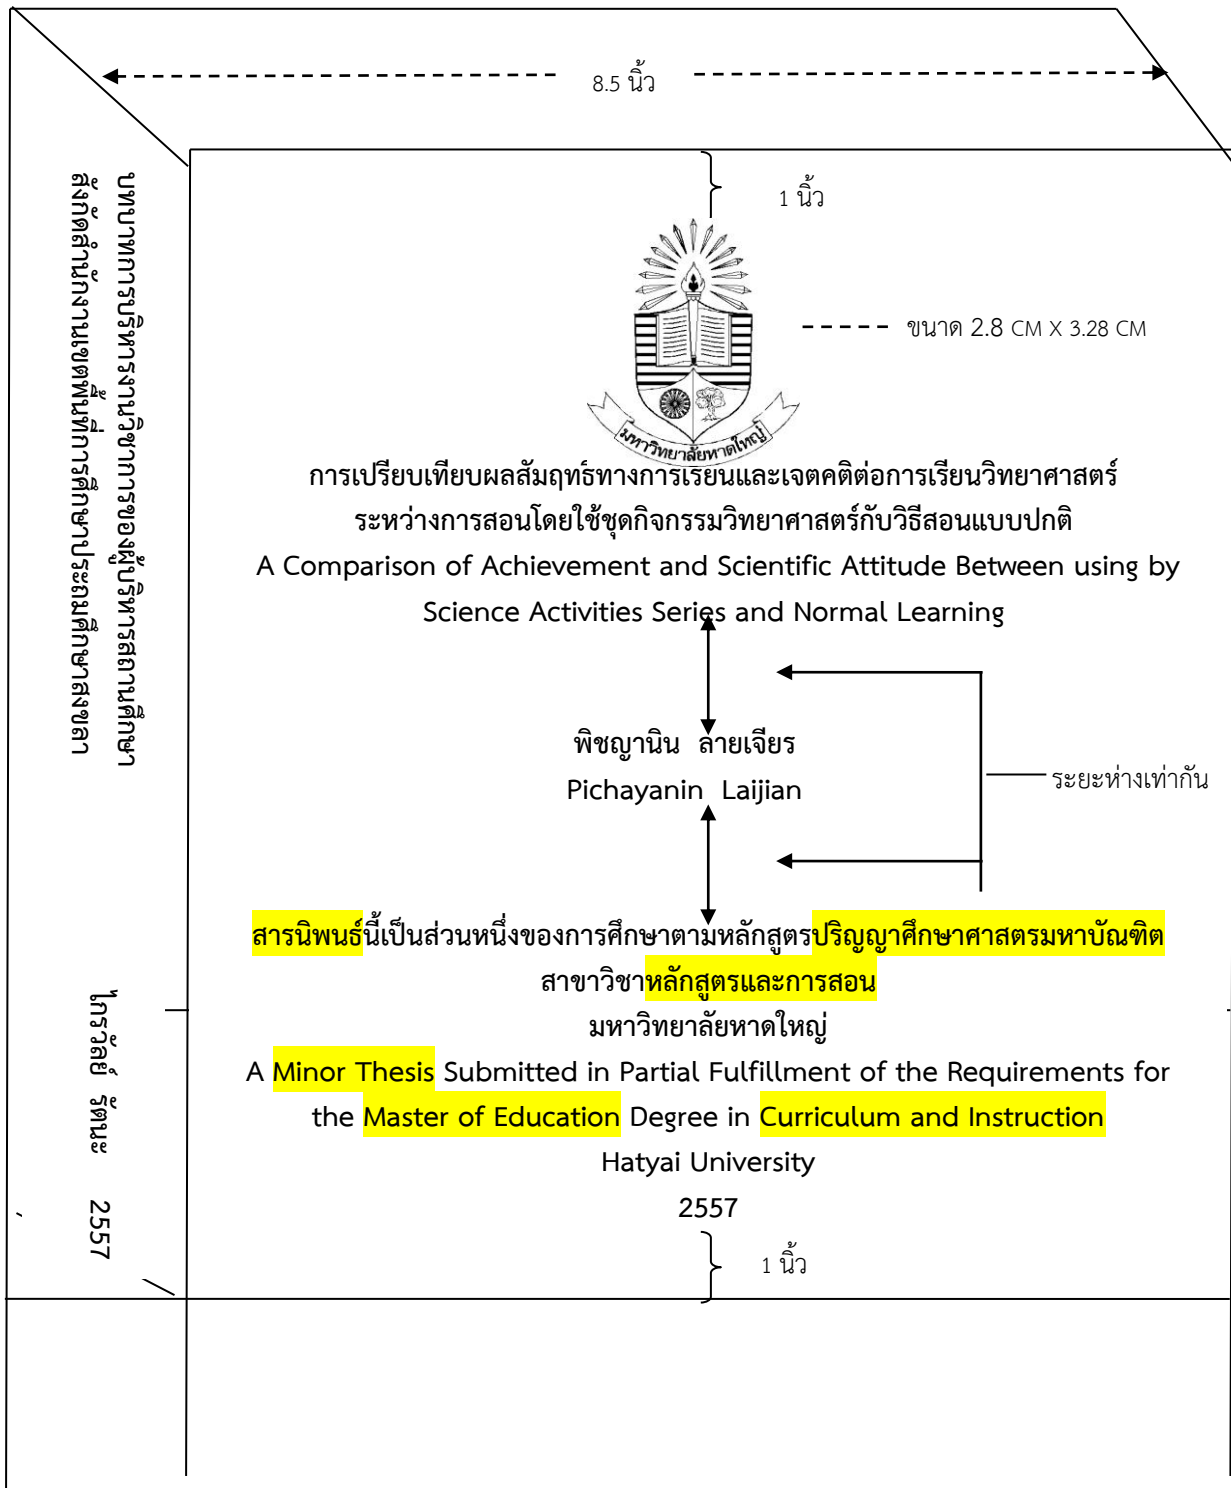 8.5 นิ้ว
1 นิ้ว
ขนาด 2.8 CM X 3.28 CM
มหาวิทยาลัยหาดใหญ่
การเปรียบเทียบผลสัมฤทธิ์ทางการเรียนและเจตคติต่อการเรียนวิทยาศาสตร์
ระหว่างการสอนโดยใช้ชุดกิจกรรมวิทยาศาสตร์กับวิธีสอนแบบปกติ
A Comparison of Achievement and Scientific Attitude Between using by
Science Activities Series and Normal Learning
พิชญานิน ลายเจียร
Pichayanin Laijian
ระยะห่างเท่ากัน
สารนิพนธ์นี้เป็นส่วนหนึ่งของการศึกษาตามหลักสูตรปริญญาศึกษาศาสตรมหาบัณฑิต
สาขาวิชาหลักสูตรและการสอน
มหาวิทยาลัยหาดใหญ่
A Minor Thesis Submitted in Partial Fulfillment of the Requirements for
the Master of Education Degree in Curriculum and Instruction
Hatyai University
2557
1 นิ้ว
บทบาทการบริหารงานวิชาการของผู้บริหารสถานศึกษา
สังกัดสำนักงานเขตพื้นที่การศึกษาประถมศึกษาสงขลา
ไกรวัลย์ รัตนะ 2557